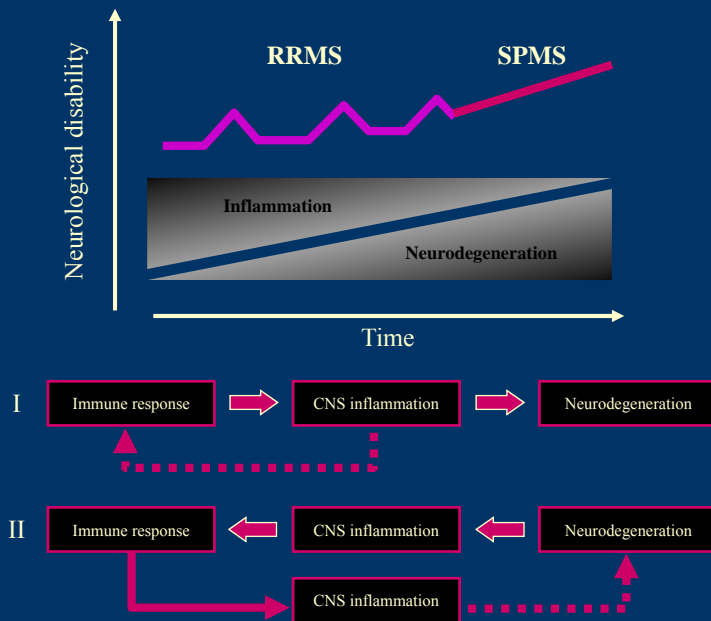 RRMS
SPMS
Neurological disability
Inflammation
Neurodegeneration
Time
I
Immune response
CNS inflammation
Neurodegeneration
II
Immune response
CNS inflammation
Neurodegeneration
CNS inflammation